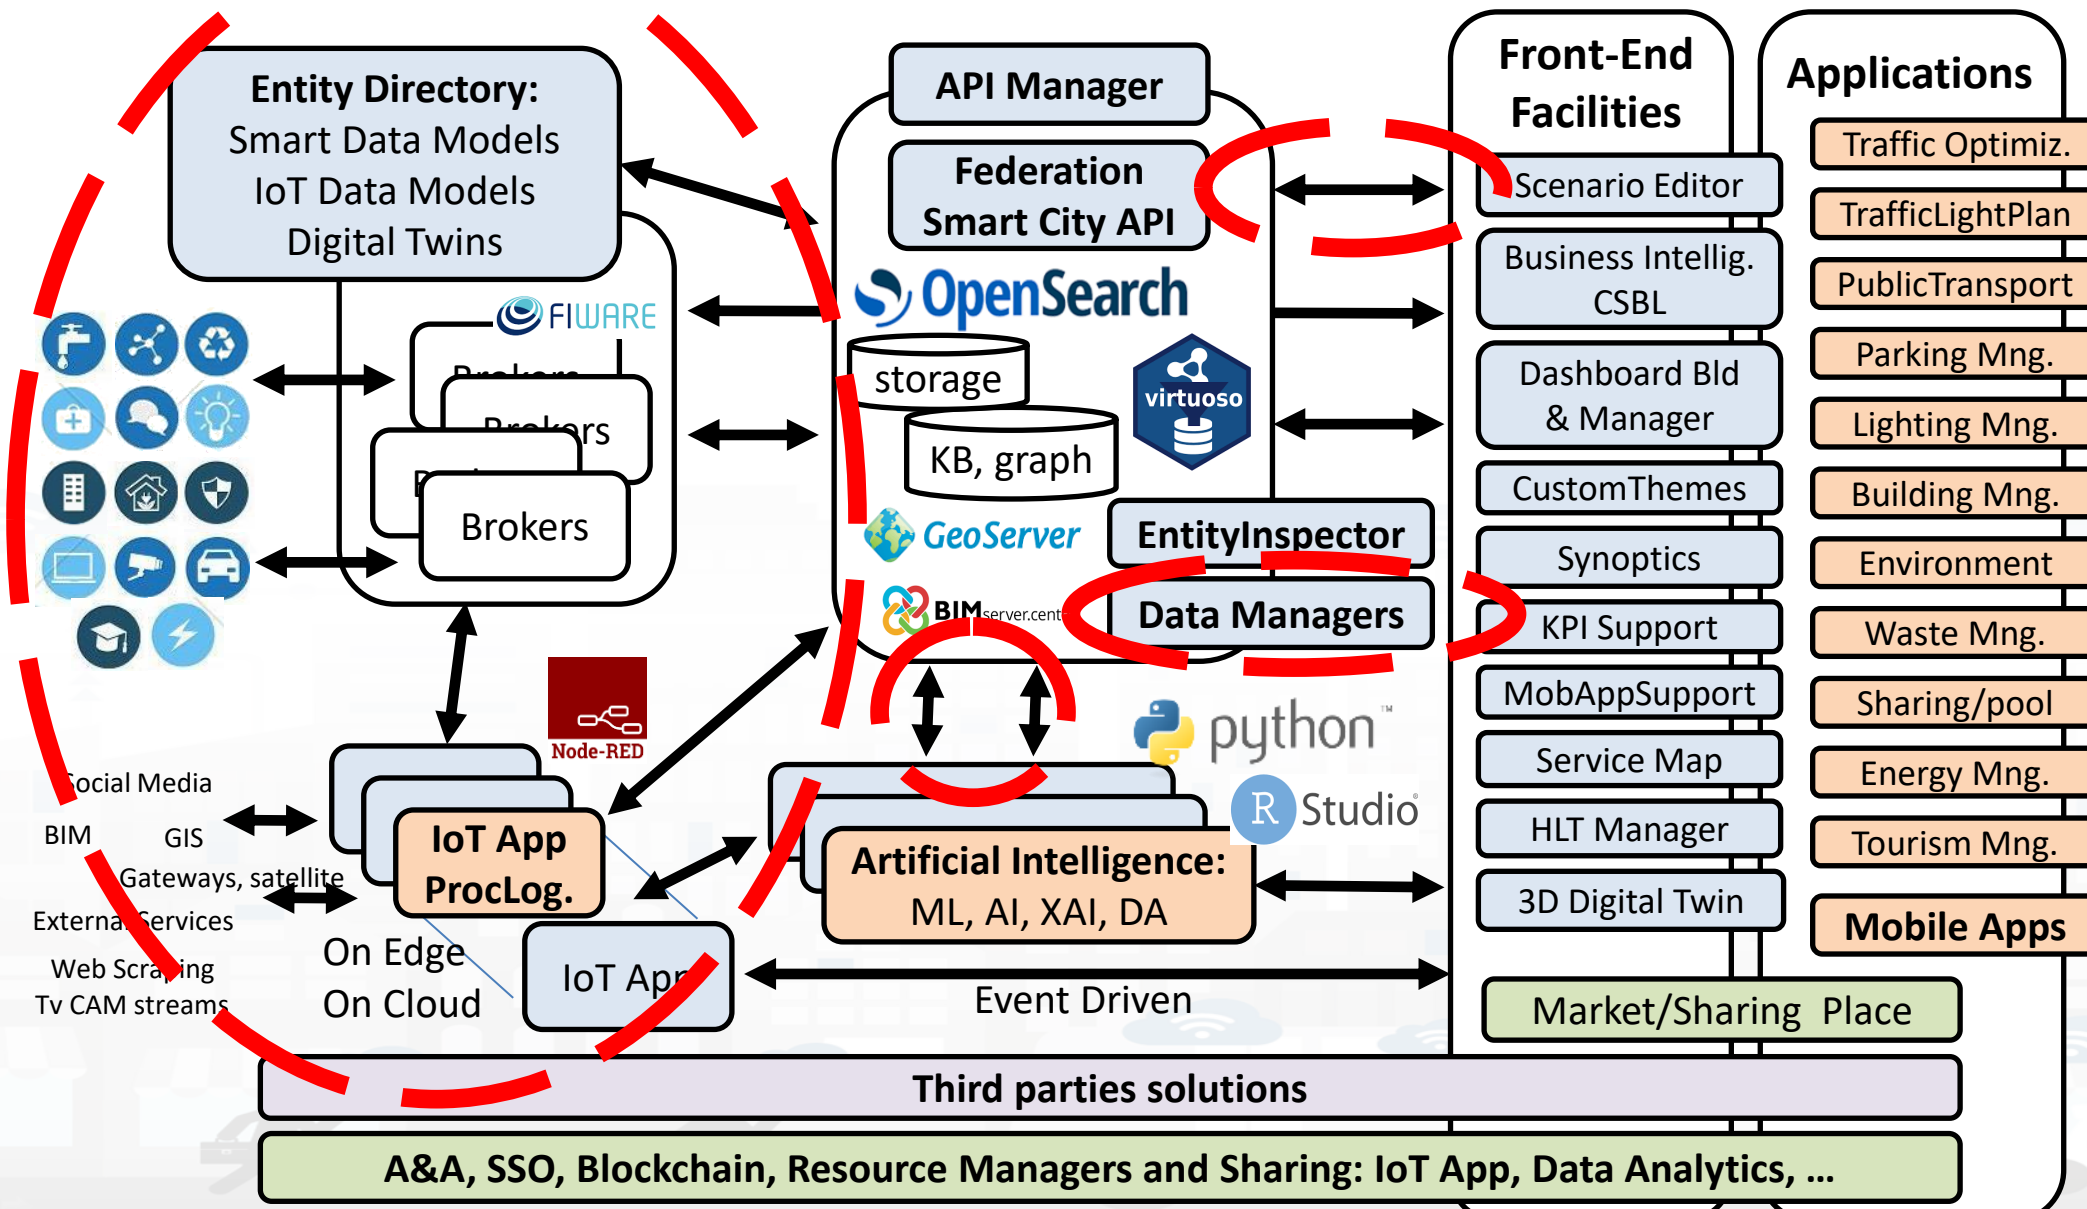 Entity Directory:
Smart Data Models
IoT Data Models
Digital Twins
FIWARE
Brokers
Brokers
Brokers
Social Media
BIM
GIS
Gateways, satellite
External Services
Web Scraping
Tv CAM streams
Node-RED
IoT App
ProcLog.
On Edge
On Cloud
IoT App
API Manager
Federation
Smart City API
OpenSearch
storage
virtuoso
KB, graph
GeoServer
EntityInspector
BIMserver.cent
Data Managers
python™
R Studio®
Artificial Intelligence:
ML, AI, XAI, DA
Event Driven
Front-End
Facilities
Scenario Editor
Business Intellig.
CSBL
Dashboard Bld
& Manager
CustomThemes
Synoptics
KPI Support
MobAppSupport
Service Map
HLT Manager
3D Digital Twin
Applications
Traffic Optimiz.
TrafficLightPlan
PublicTransport
Parking Mng.
Lighting Mng.
Building Mng.
Environment
Waste Mng.
Sharing/pool
Energy Mng.
Tourism Mng.
Mobile Apps
Market/Sharing Place
Third parties solutions
A&A, SSO, Blockchain, Resource Managers and Sharing: IoT App, Data Analytics, ...